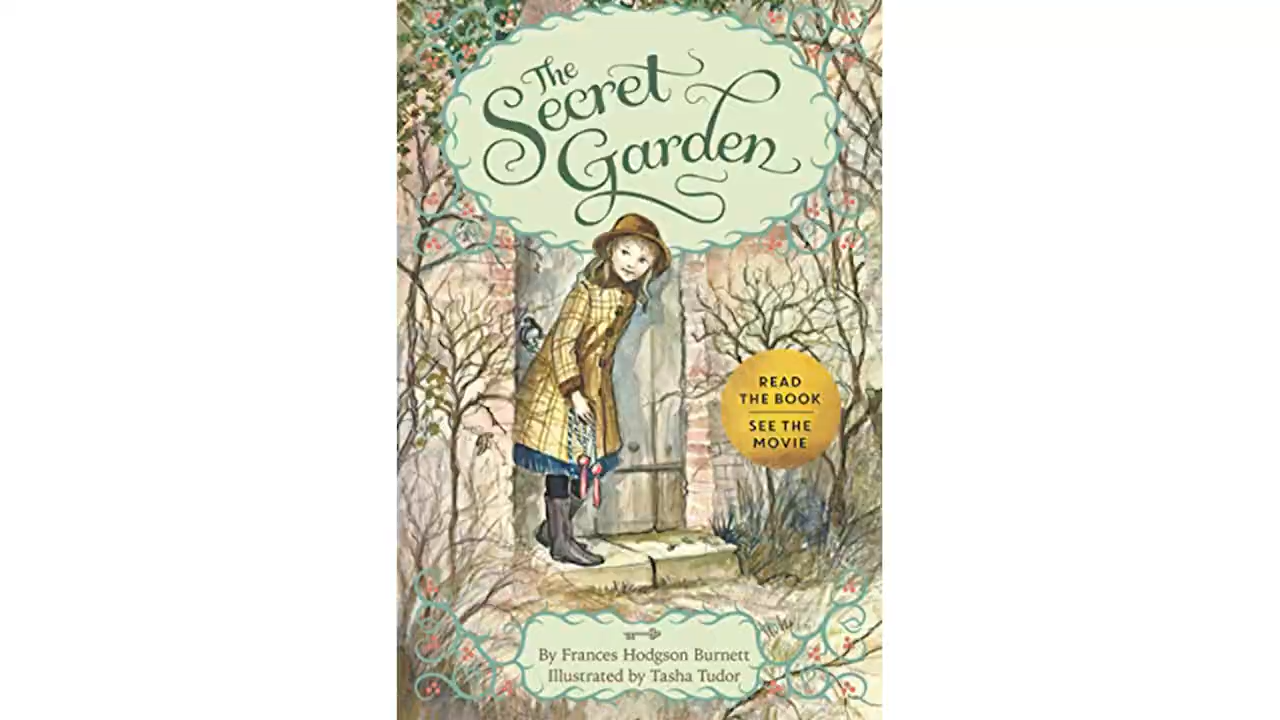 The
Secret
Garden
READ
THE BOOK
SEE THE
MOVIE
By Frances Hodgson Burnett
Illustrated by Tasha Tudor